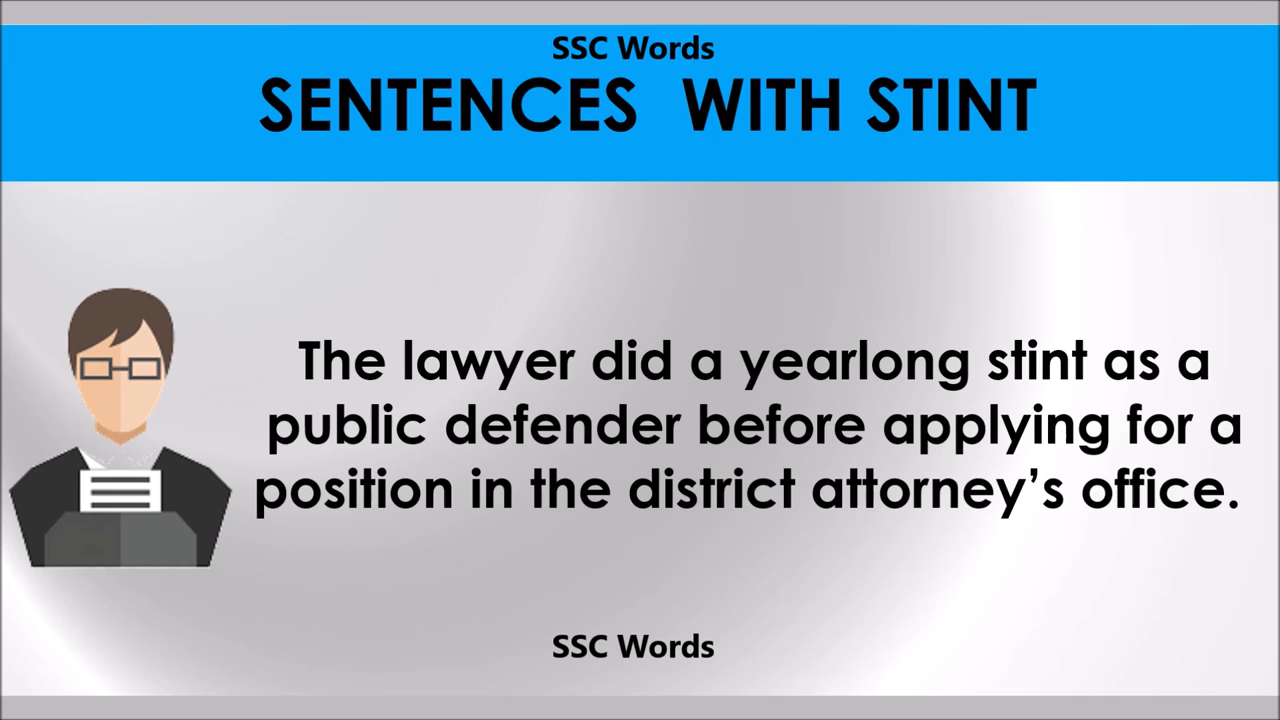 SSC Words
SENTENCES WITH STINT
The lawyer did a yearlong stint as a
public defender before applying for a
position in the district attorney’s office.
SSC Words